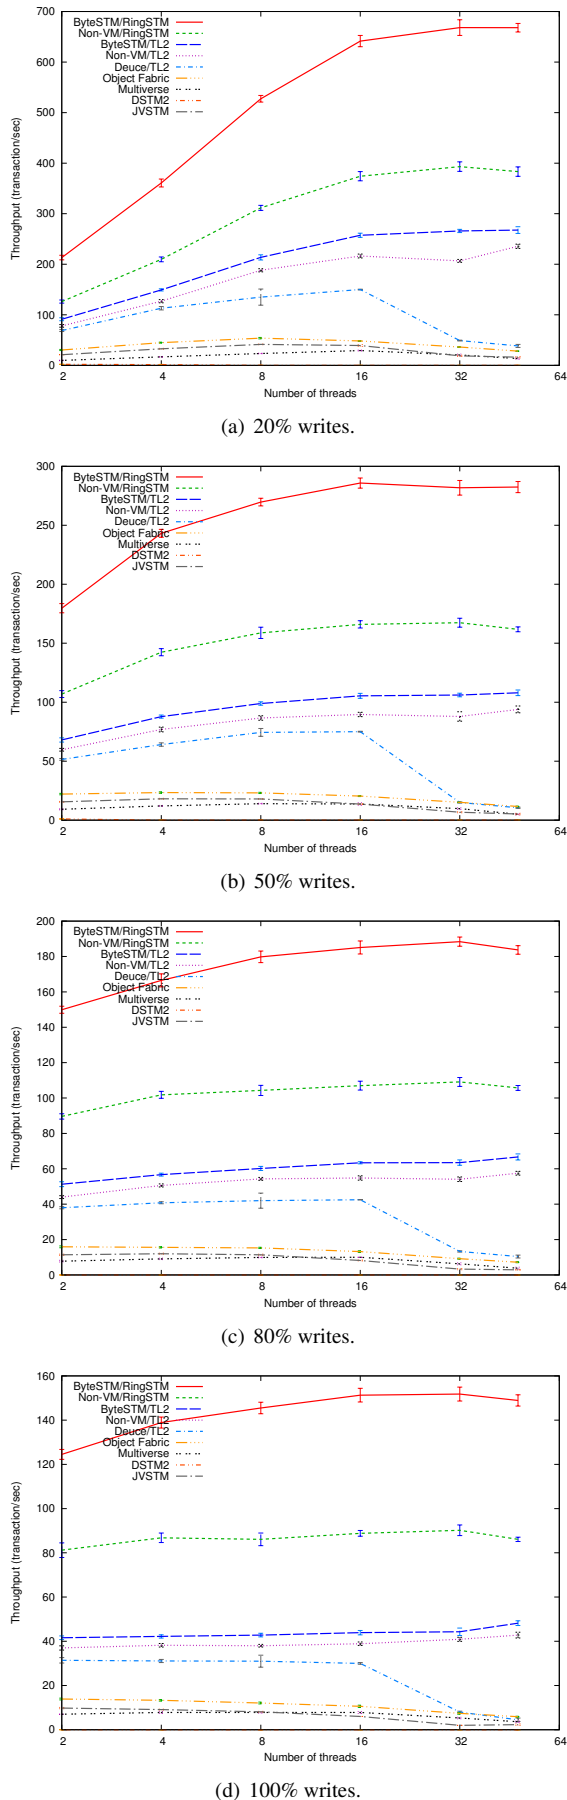 800
700
600
500
400
300
200
100
0
Throughput (transaction/sec)
ByteSTM/RingSTM
Non-VM/RingSTM
ByteSTM/TL2
Non-VM/TL2
Deuce/TL2
Object Fabric
Multiverse
DSTM2
JVSTM
2 4 8 16 32 64
Number of threads
(a) 20% writes.
300
250
200
150
100
50
0
Throughput (transaction/sec)
ByteSTM/RingSTM
Non-VM/RingSTM
ByteSTM/TL2
Non-VM/TL2
Deuce/TL2
Object Fabric
Multiverse
DSTM2
JVSTM
2 4 8 16 32 64
Number of threads
(b) 50% writes.
200
180
160
140
120
100
80
60
40
20
0
Throughput (transaction/sec)
ByteSTM/RingSTM
Non-VM/RingSTM
ByteSTM/TL2
Non-VM/TL2
Deuce/TL2
Object Fabric
Multiverse
DSTM2
JVSTM
2 4 8 16 32 64
Number of threads
(c) 80% writes.
160
140
120
100
80
60
40
20
0
Throughput (transaction/sec)
ByteSTM/RingSTM
Non-VM/RingSTM
ByteSTM/TL2
Non-VM/TL2
Deuce/TL2
Object Fabric
Multiverse
DSTM2
JVSTM
2 4 8 16 32 64
Number of threads
(d) 100% writes.